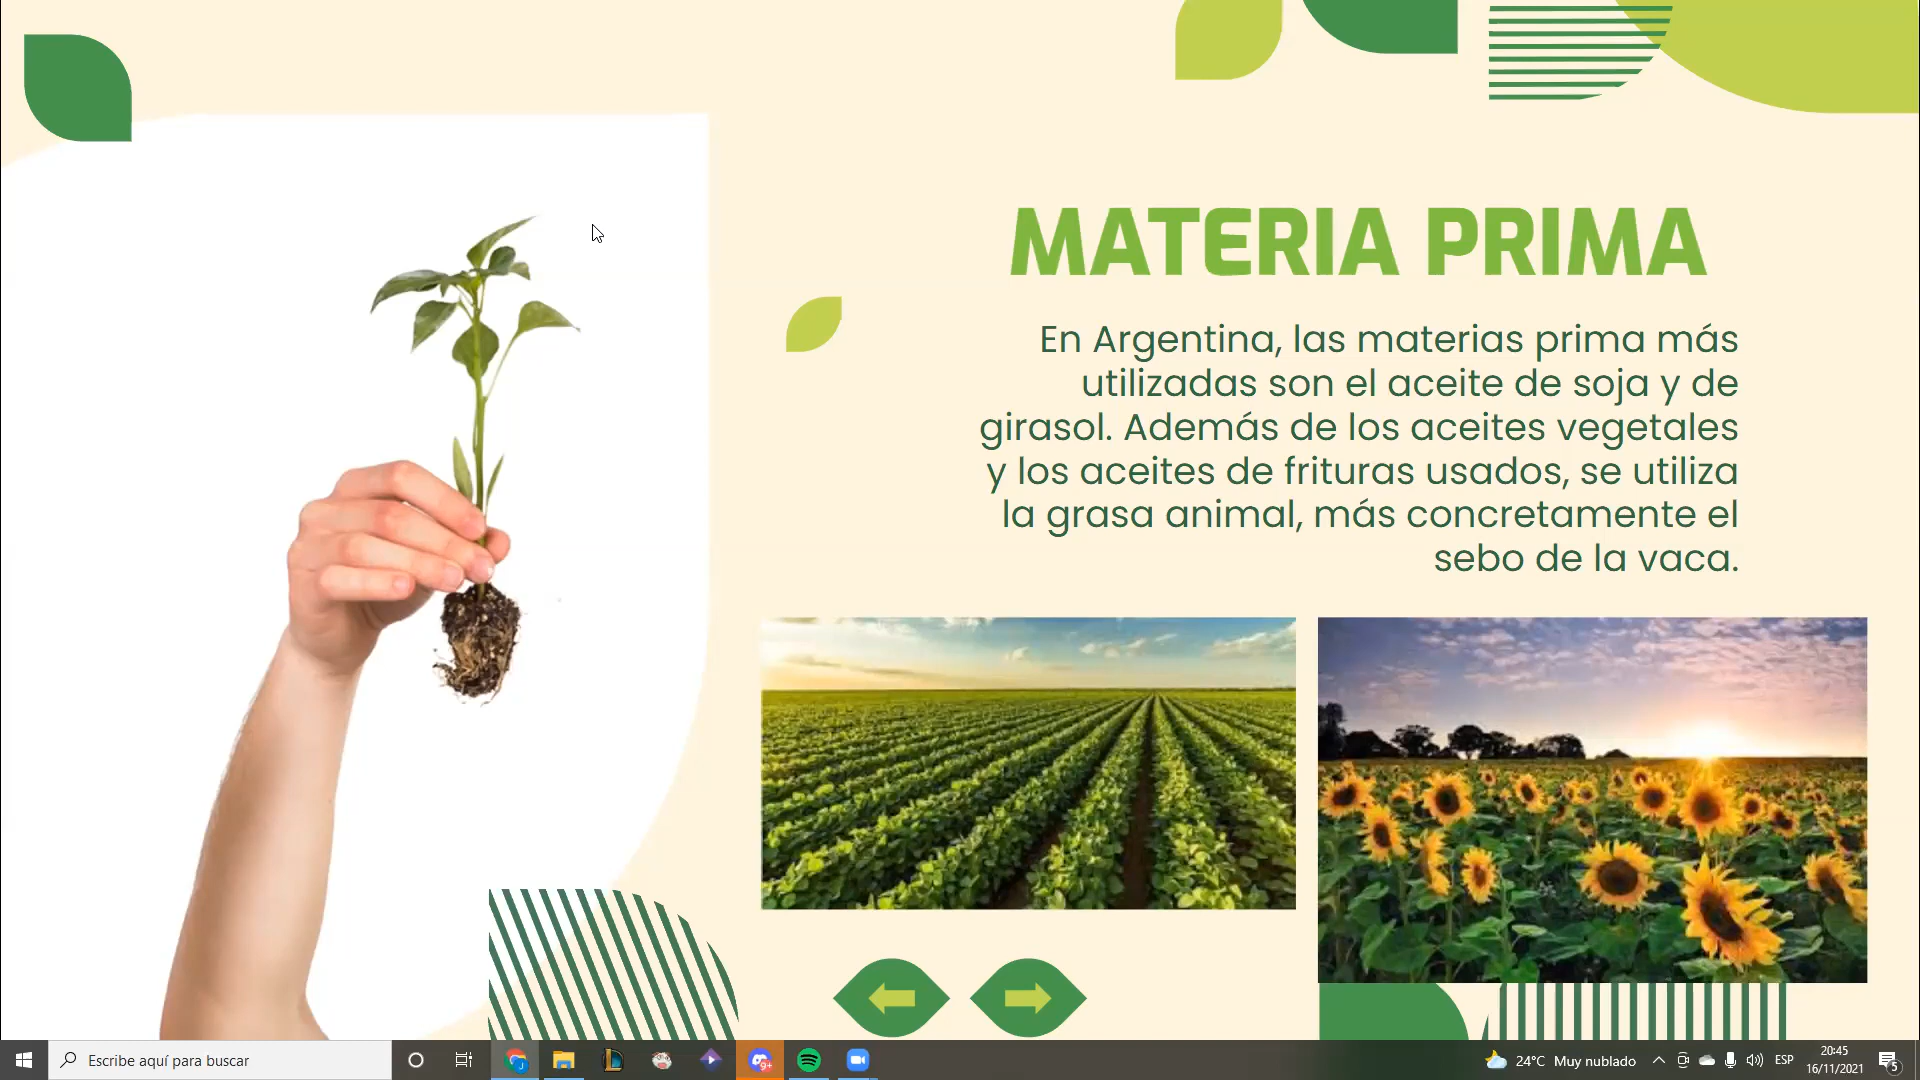 MATERIA PRIMA
En Argentina, las materias prima más
utilizadas son el aceite de soja y de
girasol. Además de los aceites vegetales
y los aceites de frituras usados, se utiliza
la grasa animal, más concretamente el
sebo de la vaca.
Escribe aquí para buscar
9+
24°C Muy nublado
ESP
20:45
16/11/2021
5